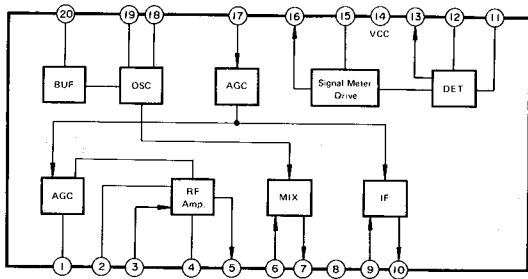 20 19 18 17 16 15 14 13 12 11
VCC
BUF OSC AGC Signal Meter Drive DET
AGC RF Amp. MIX IF
1 2 3 4 5 6 7 8 9 10